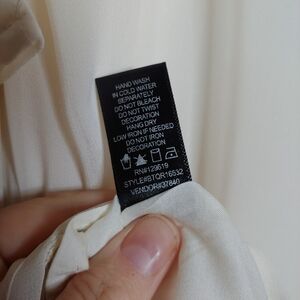 HAND WASH
IN COLD WATER
SEPARATELY
DO NOT BLEACH
DO NOT TWIST
DECORATION
HANG DRY
LOW IRON IF NEEDED
DO NOT IRON
DECORATION
RN#129619
STYLE#BTQR16532
VENDOR#37840